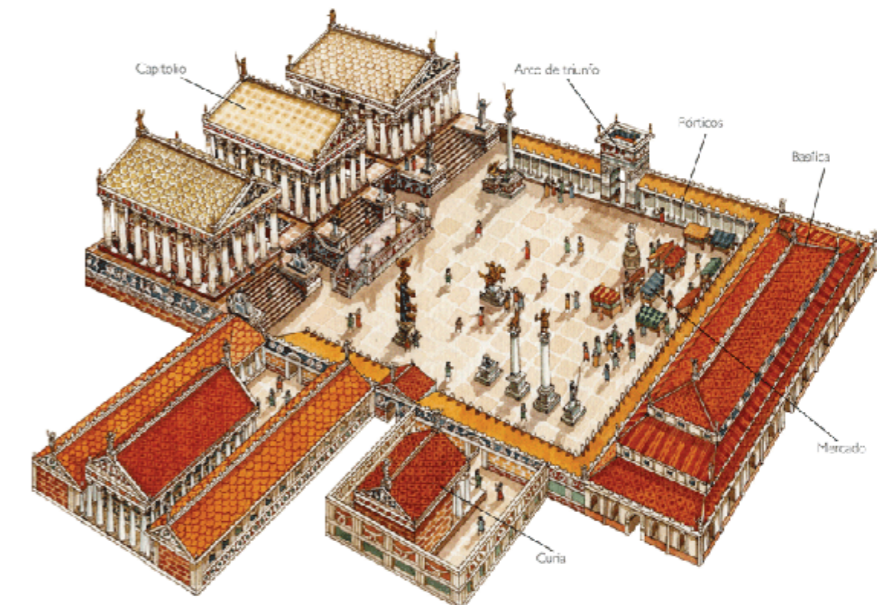 Capitolio
Arco de triunfo
Pórticos
Basílica
Mercado
Curia